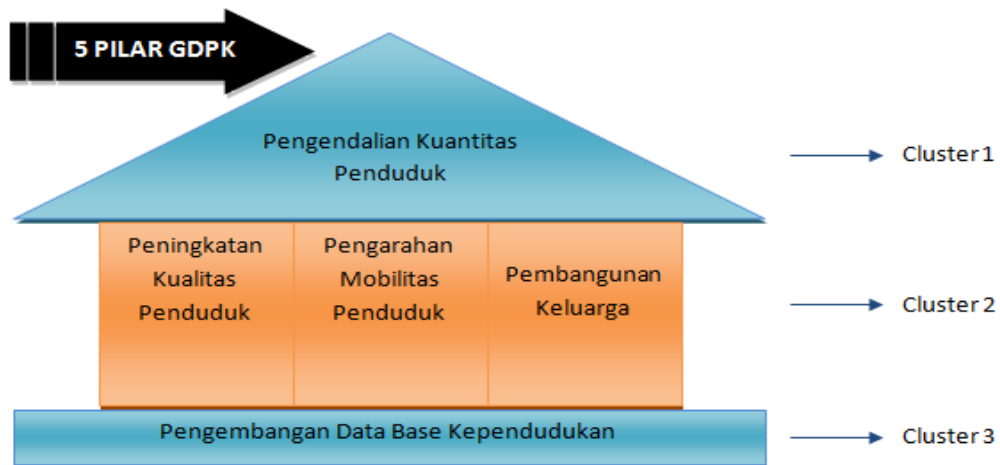 5 PILAR GDPK
Pengendalian Kuantitas
Penduduk
Cluster 1
Peningkatan
Kualitas
Penduduk
Pengarahan
Mobilitas
Penduduk
Pembangunan
Keluarga
Cluster 2
Pengembangan Data Base Kependudukan
Cluster 3